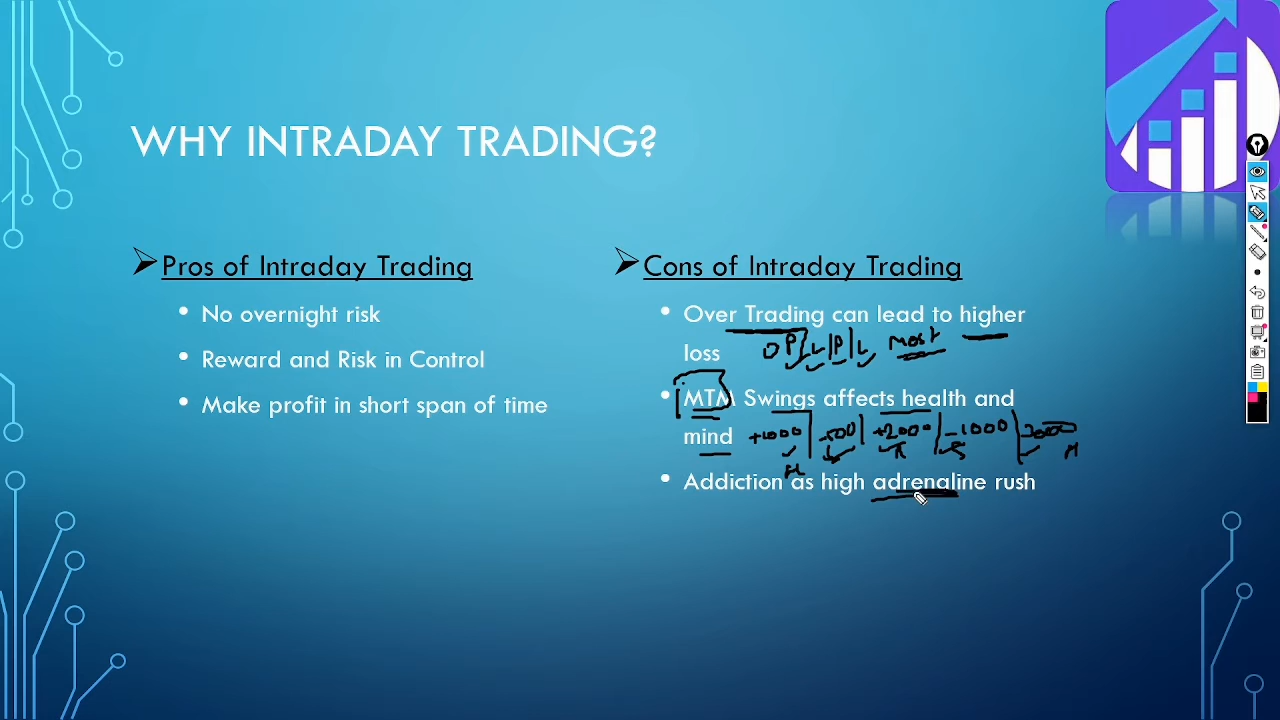 WHY INTRADAY TRADING?
Pros of Intraday Trading
No overnight risk
Reward and Risk in Control
Make profit in short span of time
Cons of Intraday Trading
Over Trading can lead to higher
loss P | L | P | L most
MTM Swings affects health and
mind +1000 | -500 | +2000 | -1000 |
Addiction as high adrenaline rush